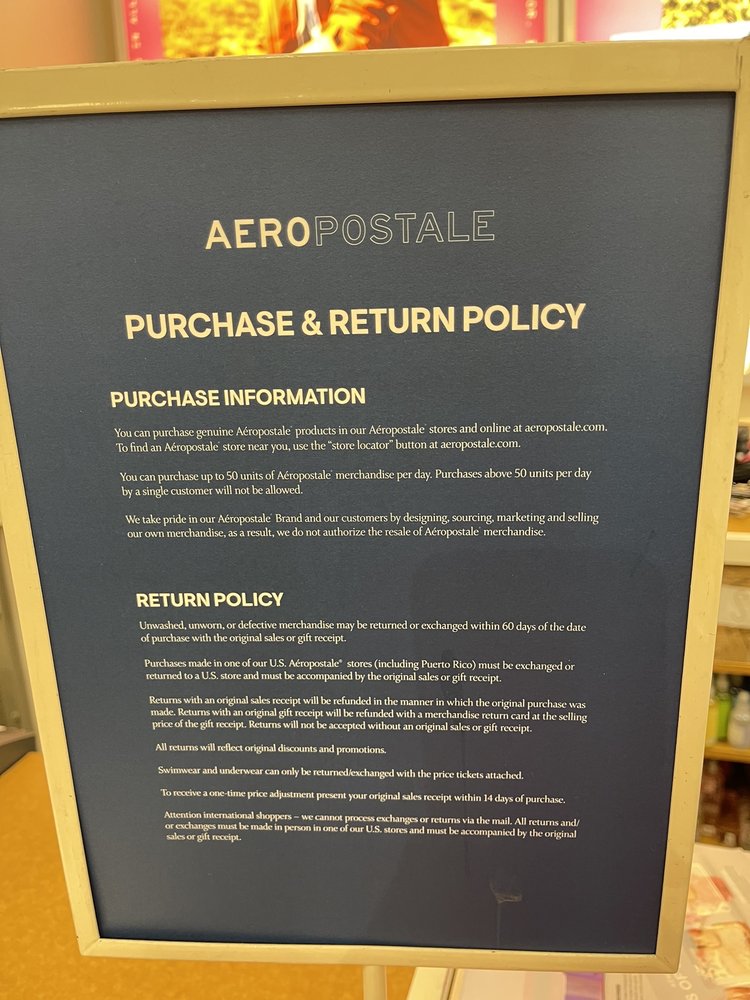 AEROPOSTALE
PURCHASE & RETURN POLICY
PURCHASE INFORMATION
You can purchase genuine Aéropostale® products in our Aéropostale® stores and online at aeropostale.com.
To find an Aéropostale® store near you, use the “store locator” button at aeropostale.com.
You can purchase up to 50 units of Aéropostale® merchandise per day. Purchases above 50 units per day
by a single customer will not be allowed.
We take pride in our Aéropostale® Brand and our customers by designing, sourcing, marketing and selling
our own merchandise, as a result, we do not authorize the resale of Aéropostale® merchandise.
RETURN POLICY
Unwashed, unworn, or defective merchandise may be returned or exchanged within 60 days of the date
of purchase with the original sales or gift receipt.
Purchases made in one of our U.S. Aéropostale® stores (including Puerto Rico) must be exchanged or
returned to a U.S. store and must be accompanied by the original sales or gift receipt.
Returns with an original sales receipt will be refunded in the manner in which the original purchase was
made. Returns with an original gift receipt will be refunded with a merchandise return card at the selling
price of the gift receipt. Returns will not be accepted without an original sales or gift receipt.
All returns will reflect original discounts and promotions.
Swimwear and underwear can only be returned/exchanged with the price tickets attached.
To receive a one-time price adjustment present your original sales receipt within 14 days of purchase.
Attention international shoppers – we cannot process exchanges or returns via the mail. All returns and/
or exchanges must be made in person in one of our U.S. stores and must be accompanied by the original
sales or gift receipt.